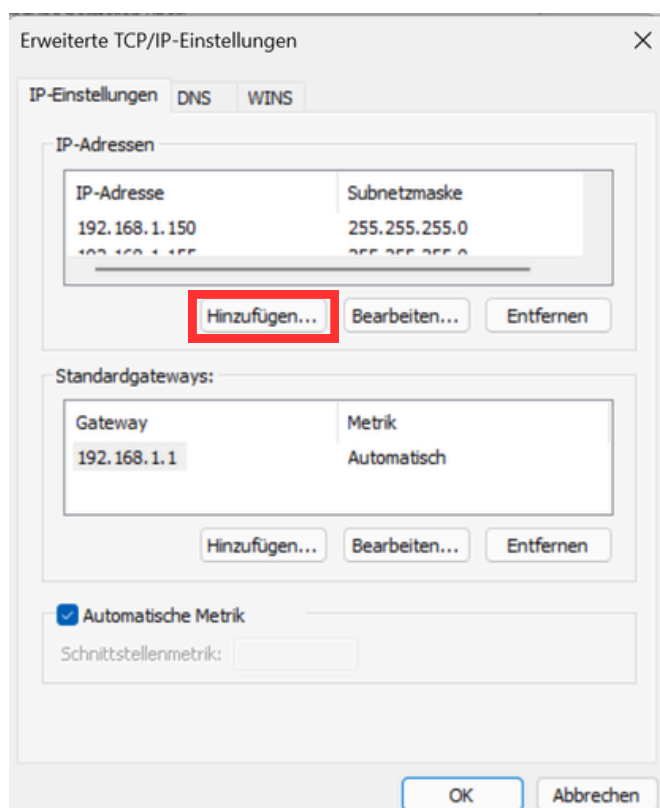 Erweiterte TCP/IP-Einstellungen
IP-Einstellungen DNS WINS
IP-Adressen
IP-Adresse Subnetzmaske
192.168.1.150 255.255.255.0
Hinzufügen... Bearbeiten... Entfernen
Standardgateways:
Gateway Metrik
192.168.1.1 Automatisch
Hinzufügen... Bearbeiten... Entfernen
Automatische Metrik
Schnittstellenmetrik:
OK Abbrechen